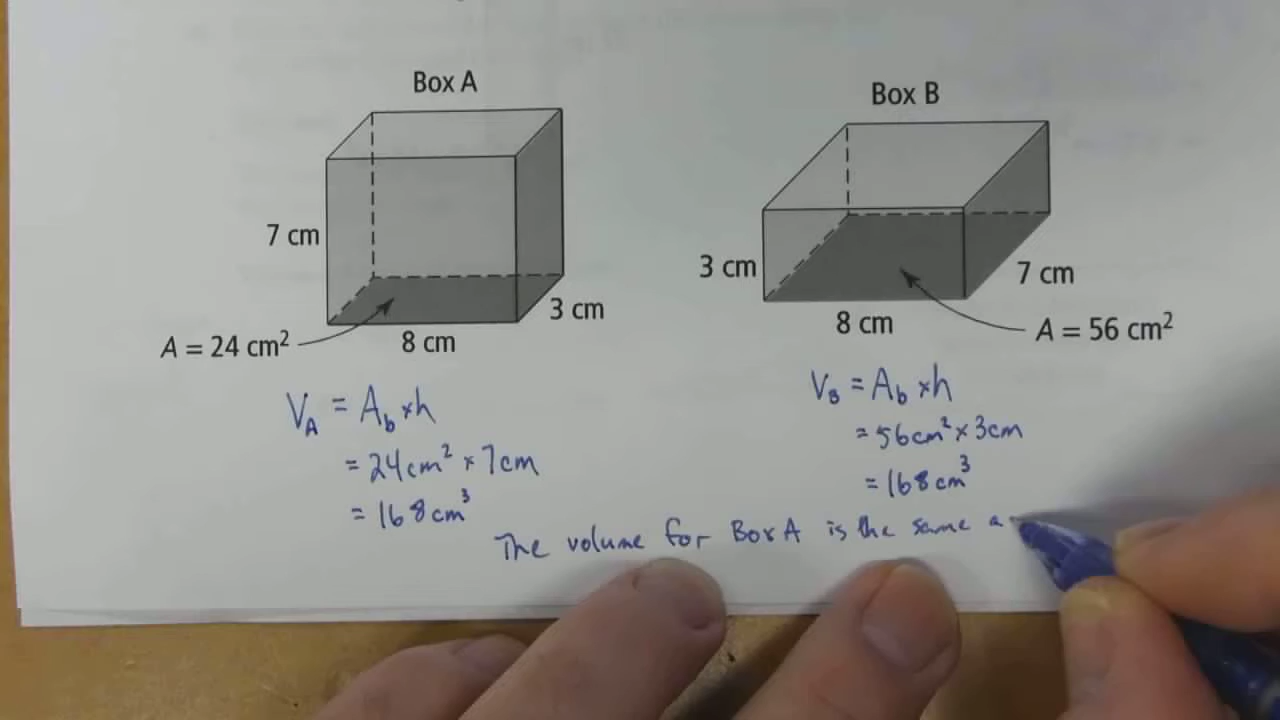 Box A
7 cm
3 cm
8 cm
A = 24 cm²
V_A = A_b × h
= 24 cm² × 7 cm
= 168 cm³
Box B
3 cm
7 cm
8 cm
A = 56 cm²
V_B = A_b × h
= 56 cm² × 3 cm
= 168 cm³
The volume for Box A is the same a